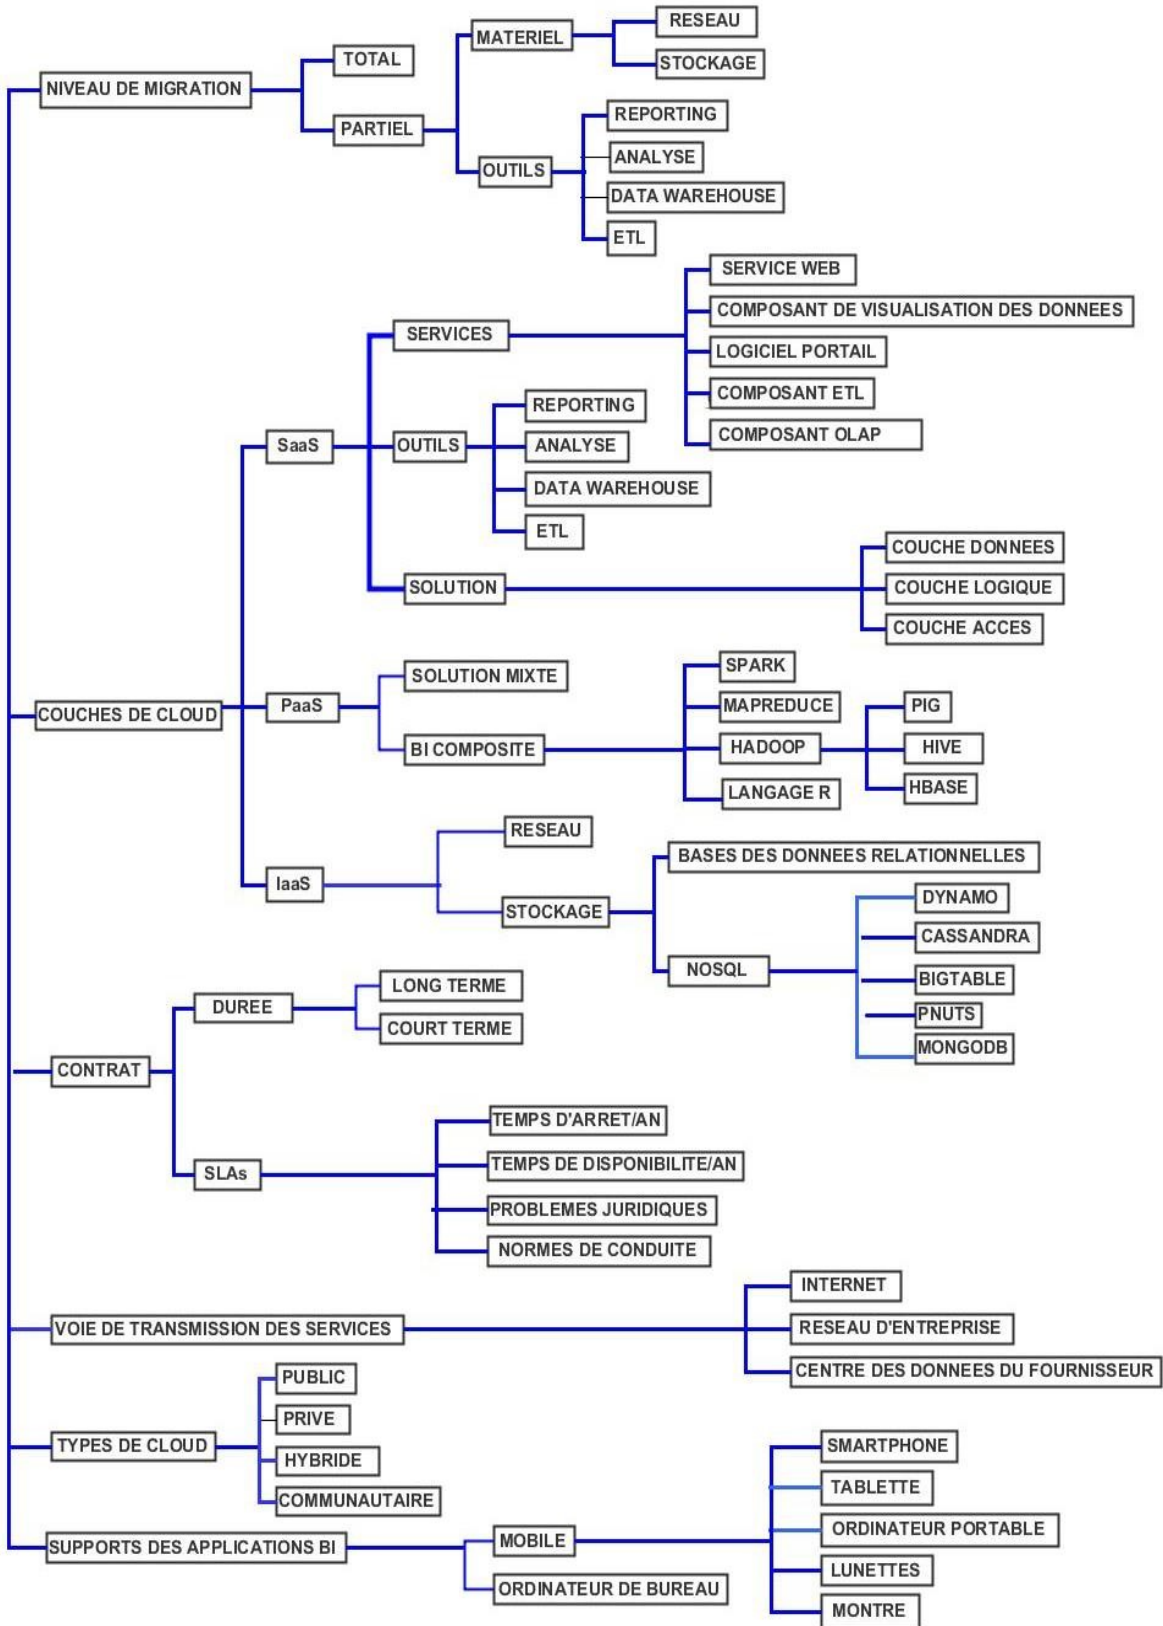 NIVEAU DE MIGRATION
TOTAL
PARTIEL
MATERIEL
RESEAU
STOCKAGE
OUTILS
REPORTING
ANALYSE
DATA WAREHOUSE
ETL
COUCHES DE CLOUD
SaaS
SERVICES
SERVICE WEB
COMPOSANT DE VISUALISATION DES DONNEES
LOGICIEL PORTAIL
COMPOSANT ETL
COMPOSANT OLAP
OUTILS
REPORTING
ANALYSE
DATA WAREHOUSE
ETL
SOLUTION
COUCHE DONNEES
COUCHE LOGIQUE
COUCHE ACCES
PaaS
SOLUTION MIXTE
BI COMPOSITE
SPARK
MAPREDUCE
HADOOP
PIG
HIVE
HBASE
LANGAGE R
IaaS
RESEAU
STOCKAGE
BASES DES DONNEES RELATIONNELLES
NOSQL
DYNAMO
CASSANDRA
BIGTABLE
PNUTS
MONGODB
CONTRAT
DUREE
LONG TERME
COURT TERME
SLAs
TEMPS D'ARRET/AN
TEMPS DE DISPONIBILITE/AN
PROBLEMES JURIDIQUES
NORMES DE CONDUITE
VOIE DE TRANSMISSION DES SERVICES
INTERNET
RESEAU D'ENTREPRISE
CENTRE DES DONNEES DU FOURNISSEUR
TYPES DE CLOUD
PUBLIC
PRIVE
HYBRIDE
COMMUNAUTAIRE
SUPPORTS DES APPLICATIONS BI
MOBILE
SMARTPHONE
TABLETTE
ORDINATEUR PORTABLE
LUNETTES
MONTRE
ORDINATEUR DE BUREAU